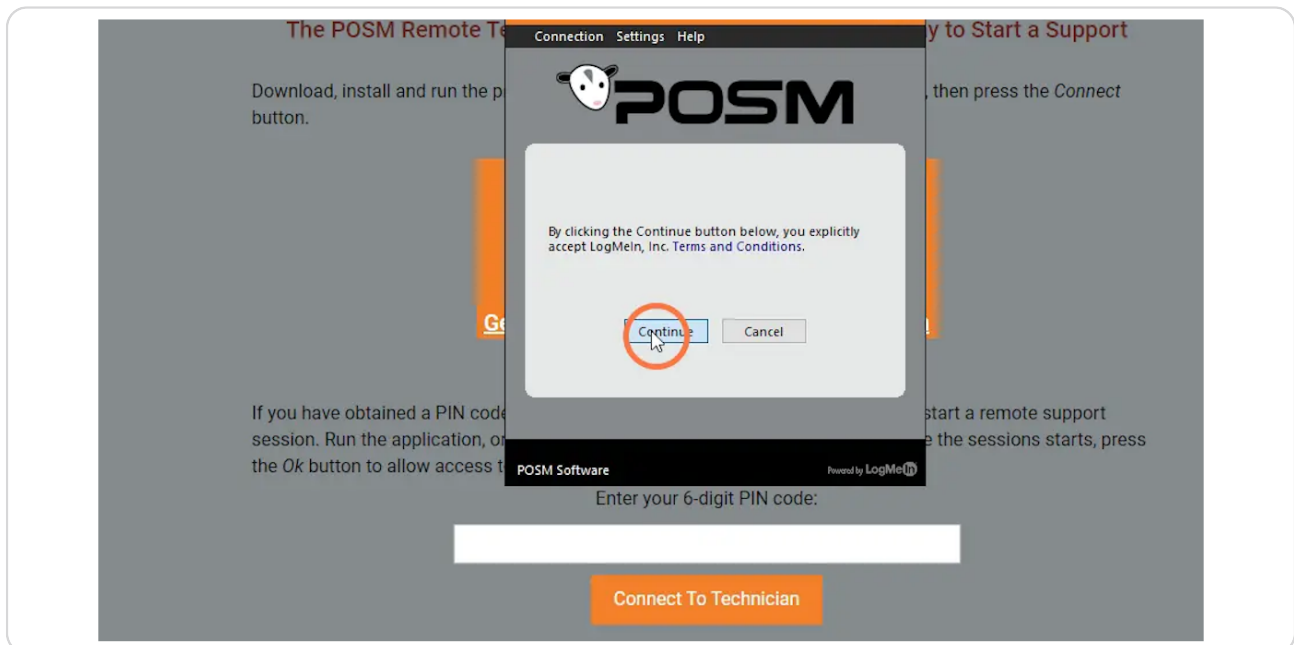 The POSM Remote Te
y to Start a Support
Connection Settings Help
POSM
Download, install and run the p
, then press the Connect
button.
By clicking the Continue button below, you explicitly
accept LogMeIn, Inc. Terms and Conditions.
Ge
Continue Cancel
If you have obtained a PIN code
start a remote support
session. Run the application, o
e the sessions starts, press
the Ok button to allow access t
POSM Software
Powered by LogMeIn
Enter your 6-digit PIN code:
Connect To Technician